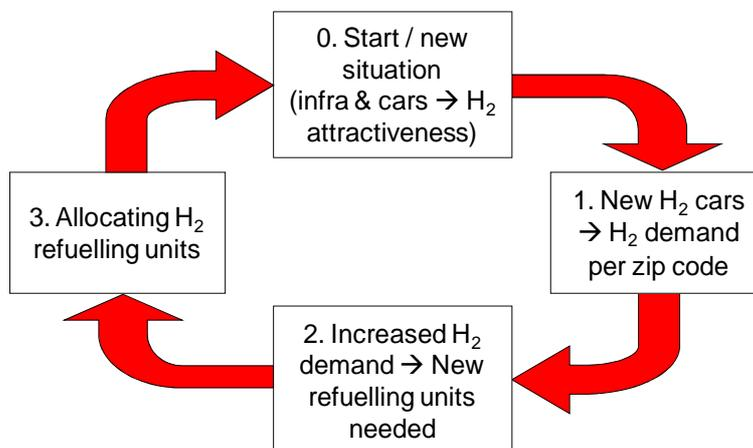 0. Start / new
situation
(infra & cars → H₂
attractiveness)
1. New H₂ cars
→ H₂ demand
per zip code
2. Increased H₂
demand → New
refuelling units
needed
3. Allocating H₂
refuelling units